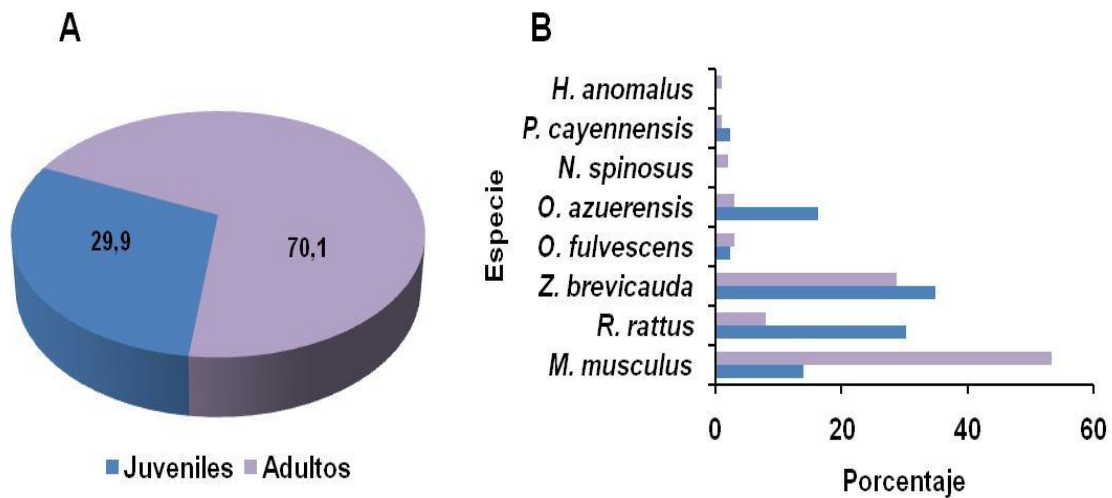 A
29,9
70,1
Juveniles
Adultos
B
Especie
H. anomalus
P. cayennensis
N. spinosus
O. azuerensis
O. fulvescens
Z. brevicauda
R. rattus
M. musculus
0 20 40 60
Porcentaje